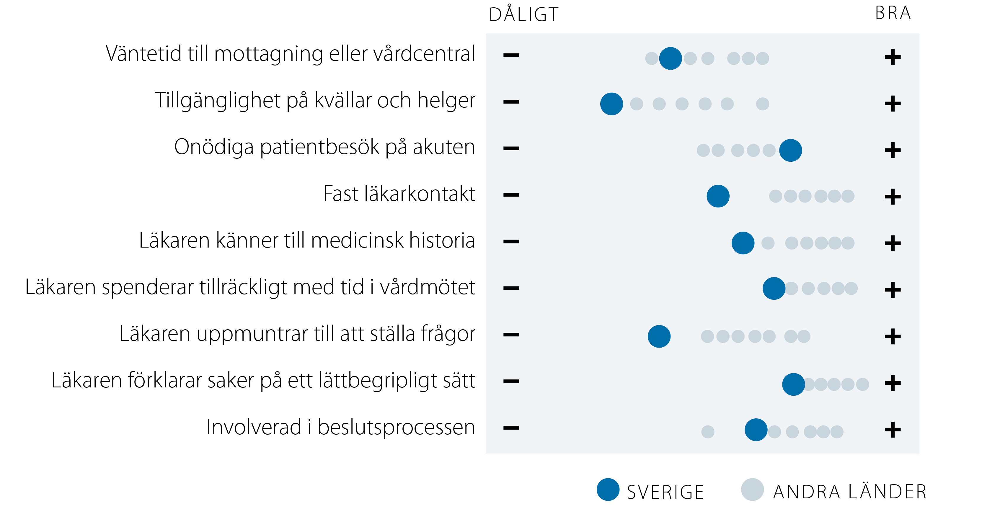 DÅLIGT BRA
Väntetid till mottagning eller vårdcentral − +
Tillgänglighet på kvällar och helger − +
Onödiga patientbesök på akuten − +
Fast läkarkontakt − +
Läkaren känner till medicinsk historia − +
Läkaren spenderar tillräckligt med tid i vårdmötet − +
Läkaren uppmuntrar till att ställa frågor − +
Läkaren förklarar saker på ett lättbegripligt sätt − +
Involverad i beslutsprocessen − +
SVERIGE ANDRA LÄNDER